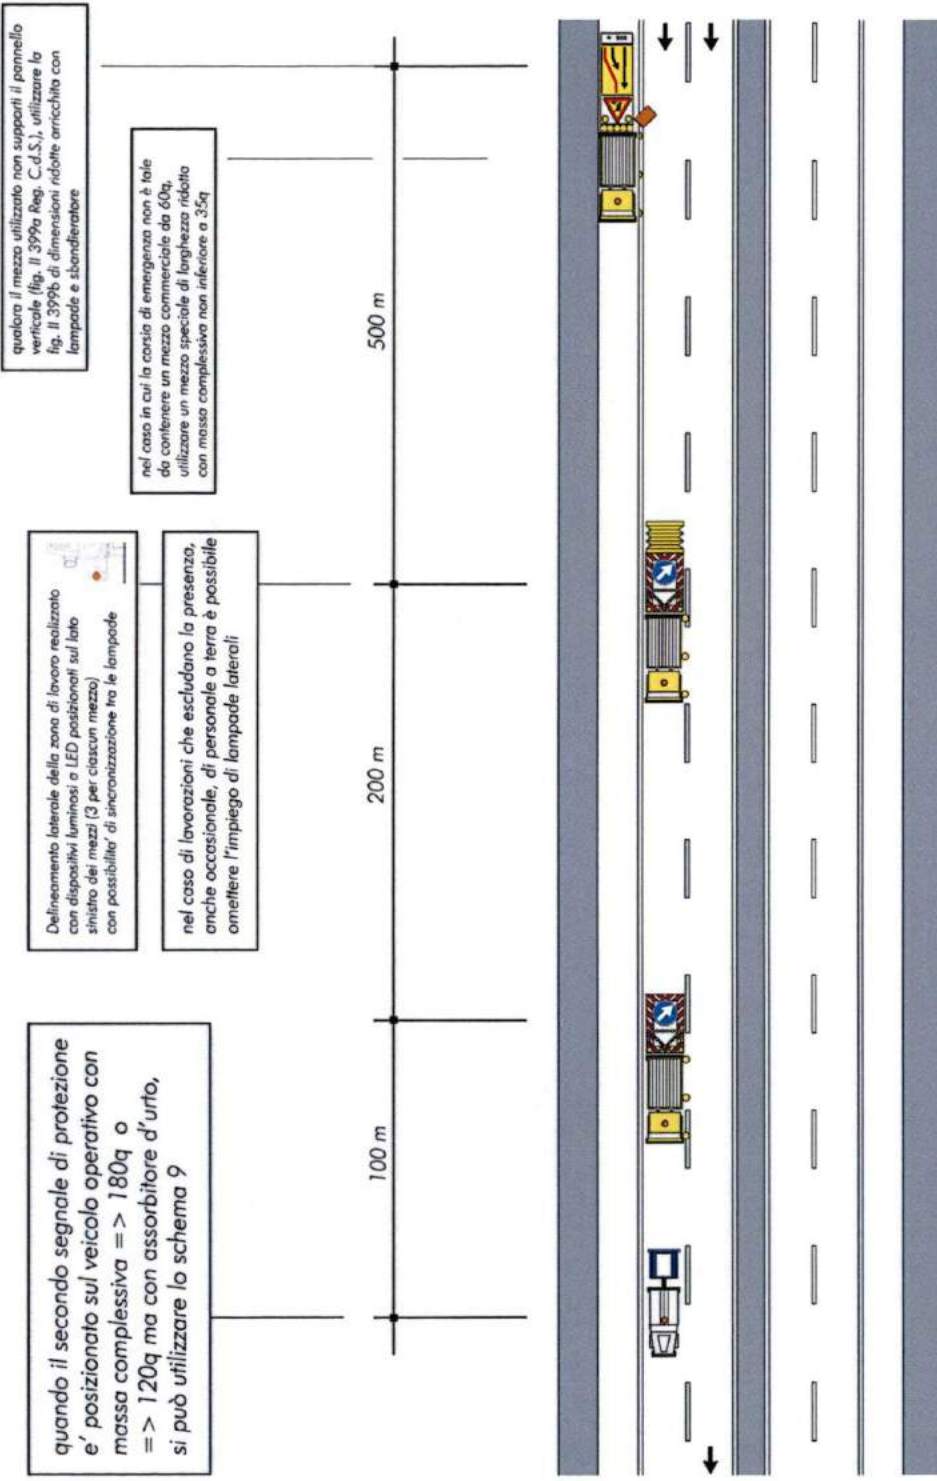 qualora il mezzo utilizzato non supporti il pannello
verticale (fig. II 399a Reg. C.d.S.), utilizzare la
fig. II 399b di dimensioni ridotte arricchita con
lampade e sbandieratore
nel caso in cui la corsia di emergenza non è tale
da contenere un mezzo commerciale da 60q,
utilizzare un mezzo speciale di larghezza ridotta
con massa complessiva non inferiore a 35q
Delineamento laterale della zona di lavoro realizzato
con dispositivi luminosi a LED posizionati sul lato
sinistro dei mezzi (3 per ciascun mezzo)
con possibilita' di sincronizzazione tra le lampade
nel caso di lavorazioni che escludano la presenza,
anche occasionale, di personale a terra è possibile
omettere l'impiego di lampade laterali
quando il secondo segnale di protezione
e' posizionato sul veicolo operativo con
massa complessiva => 180q o
=> 120q ma con assorbitore d'urto,
si può utilizzare lo schema 9
500 m
200 m
100 m